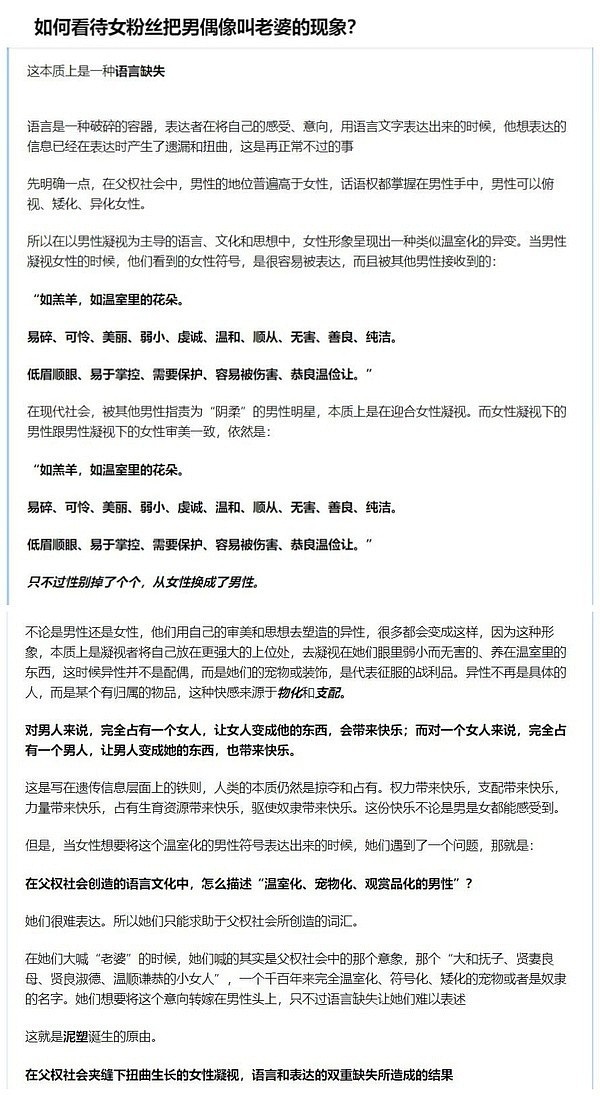 如何看待女粉丝把男偶像叫老婆的现象？
这本质上是一种语言缺失
语言是一种破碎的容器，表达者在将自己的感受、意向，用语言文字表达出来的时候，他想表达的
信息已经在表达时产生了遗漏和扭曲，这是再正常不过的事
先明确一点，在父权社会中，男性的地位普遍高于女性，话语权都掌握在男性手中，男性可以俯
视、矮化、异化女性。
所以在以男性凝视为主导的语言、文化和思想中，女性形象呈现出一种类似温室化的异变。当男性
凝视女性的时候，他们看到的女性符号，是很容易被表达，而且被其他男性接收到的：
“如羔羊，如温室里的花朵。
易碎、可怜、美丽、弱小、虔诚、温和、顺从、无害、善良、纯洁。
低眉顺眼、易于掌控、需要保护、容易被伤害、恭良温俭让。”
在现代社会，被其他男性指责为“阴柔”的男性明星，本质上是在迎合女性凝视。而女性凝视下的
男性跟男性凝视下的女性审美一致，依然是：
“如羔羊，如温室里的花朵。
易碎、可怜、美丽、弱小、虔诚、温和、顺从、无害、善良、纯洁。
低眉顺眼、易于掌控、需要保护、容易被伤害、恭良温俭让。”
只不过性别掉了个个，从女性换成了男性。
不论是男性还是女性，他们用自己的审美和思想去塑造的异性，很多都会变成这样，因为这种形
象，本质上是凝视者将自己放在更强大的上位处，去凝视在她们眼里弱小而无害的、养在温室里的
东西，这时候异性并不是配偶，而是她们的宠物或装饰，是代表征服的战利品。异性不再是具体的
人，而是某个有归属的物品，这种快感来源于物化和支配。
对男人来说，完全占有一个女人，让女人变成他的东西，会带来快乐；而对一个女人来说，完全占
有一个男人，让男人变成她的东西，也带来快乐。
这是写在遗传信息层面上的铁则，人类的本质仍然是掠夺和占有。权力带来快乐，支配带来快乐，
力量带来快乐，占有生育资源带来快乐，驱使奴隶带来快乐。这份快乐不论是男是女都能感受到。
但是，当女性想要将这个温室化的男性符号表达出来的时候，她们遇到了一个问题，那就是：
在父权社会创造的语言文化中，怎么描述“温室化、宠物化、观赏品化的男性”？
她们很难表达。所以她们只能求助于父权社会所创造的词汇。
在她们大喊“老婆”的时候，她们喊的其实是父权社会中的那个意象，那个“大和抚子、贤妻良
母、贤良淑德、温顺谦恭的小女人”，一个千百年来完全温室化、符号化、矮化的宠物或者是奴隶
的名字。她们想要将这个意向转嫁在男性头上，只不过语言缺失让她们难以表述
这就是泥塑诞生的原由。
在父权社会夹缝下扭曲生长的女性凝视，语言和表达的双重缺失所造成的结果